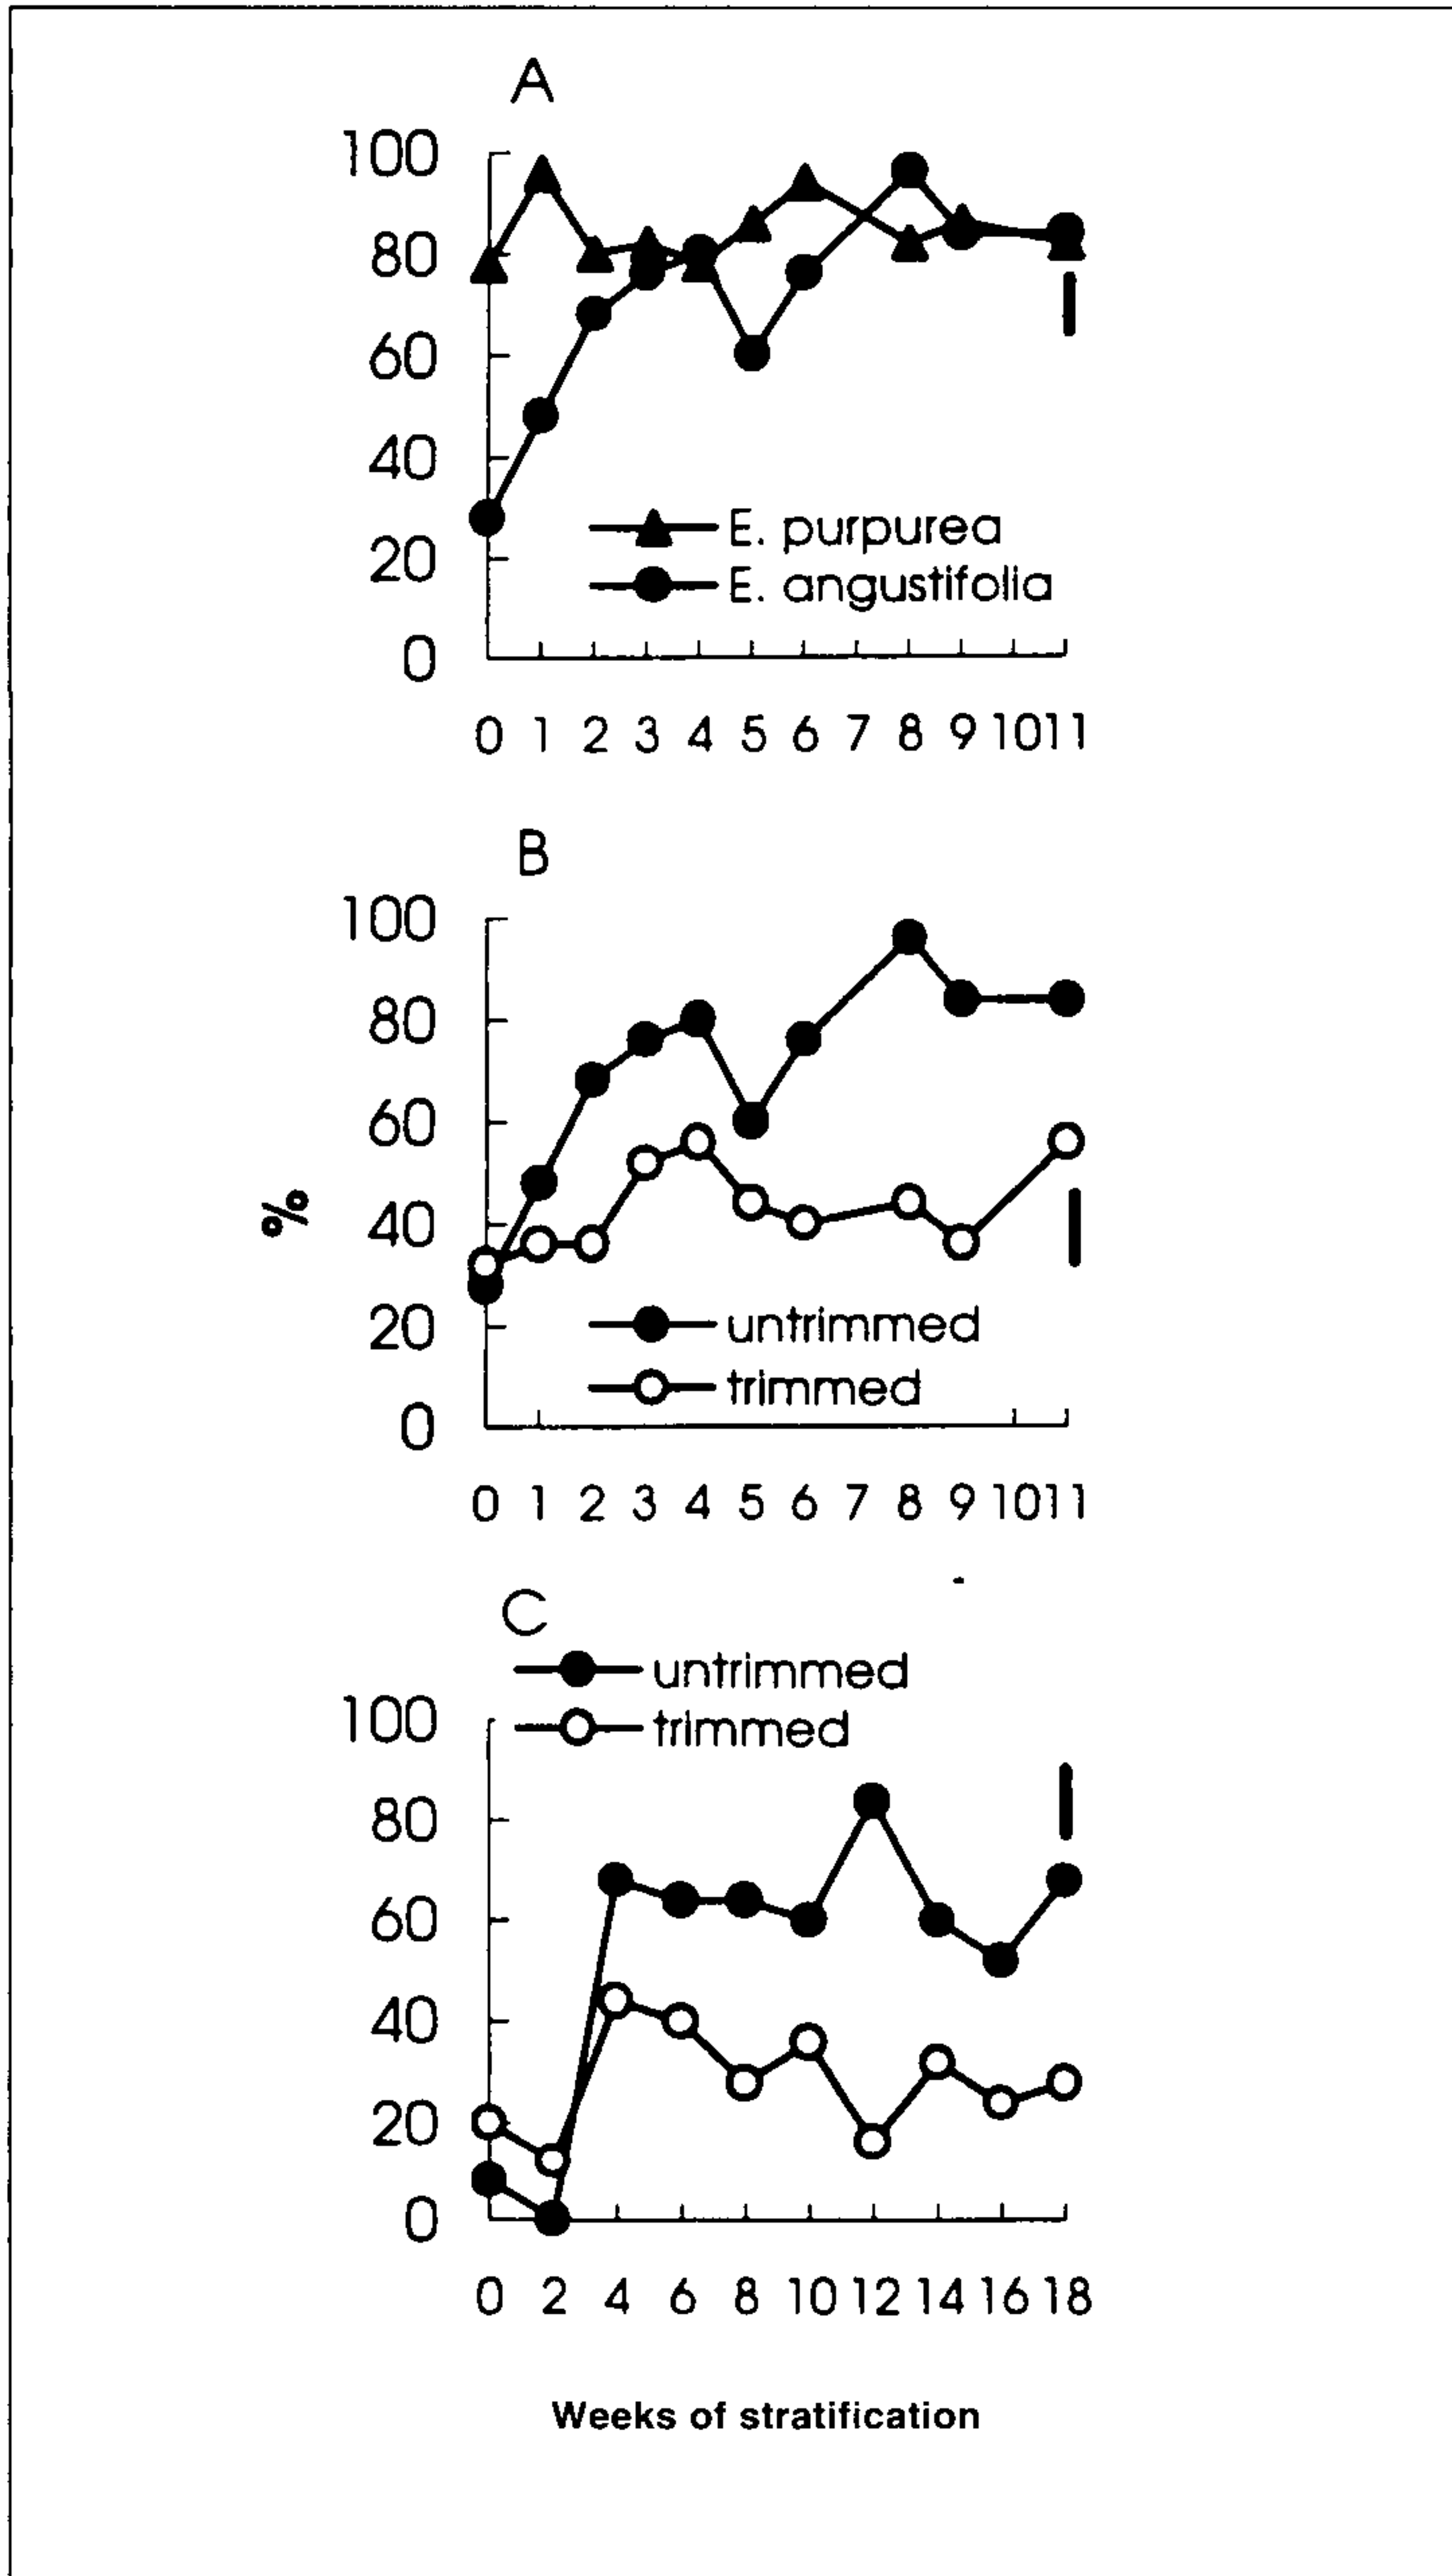 A
100
80
60
40
20
0
E. purpurea
E. angustifolia
0 1 2 3 4 5 6 7 8 9 10 11
B
100
80
60
40
20
0
%
untrimmed
trimmed
0 1 2 3 4 5 6 7 8 9 10 11
C
untrimmed
trimmed
100
80
60
40
20
0
0 2 4 6 8 10 12 14 16 18
Weeks of stratification